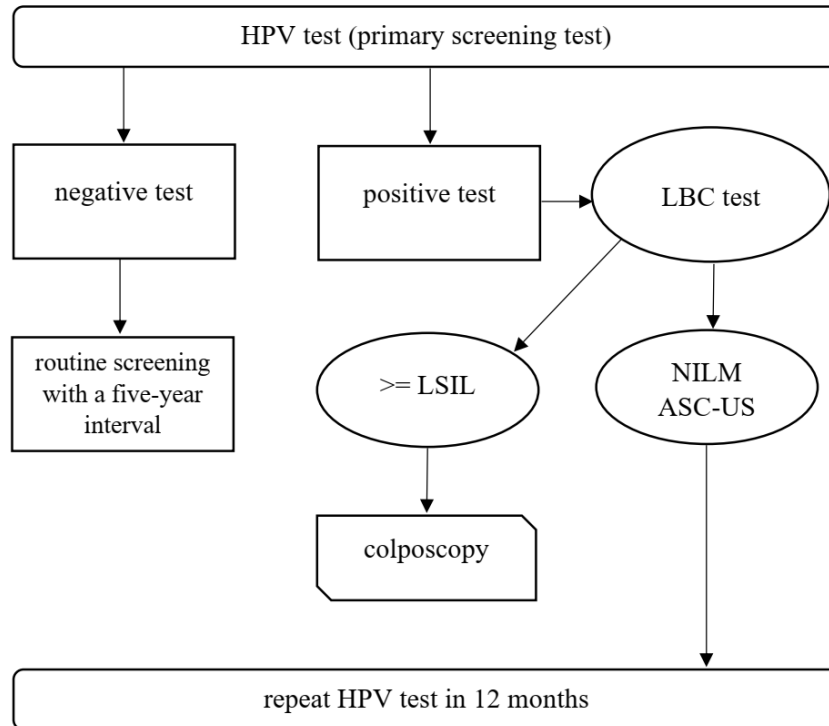 HPV test (primary screening test)
negative test
positive test
LBC test
routine screening
with a five-year
interval
>= LSIL
NILM
ASC-US
colposcopy
repeat HPV test in 12 months